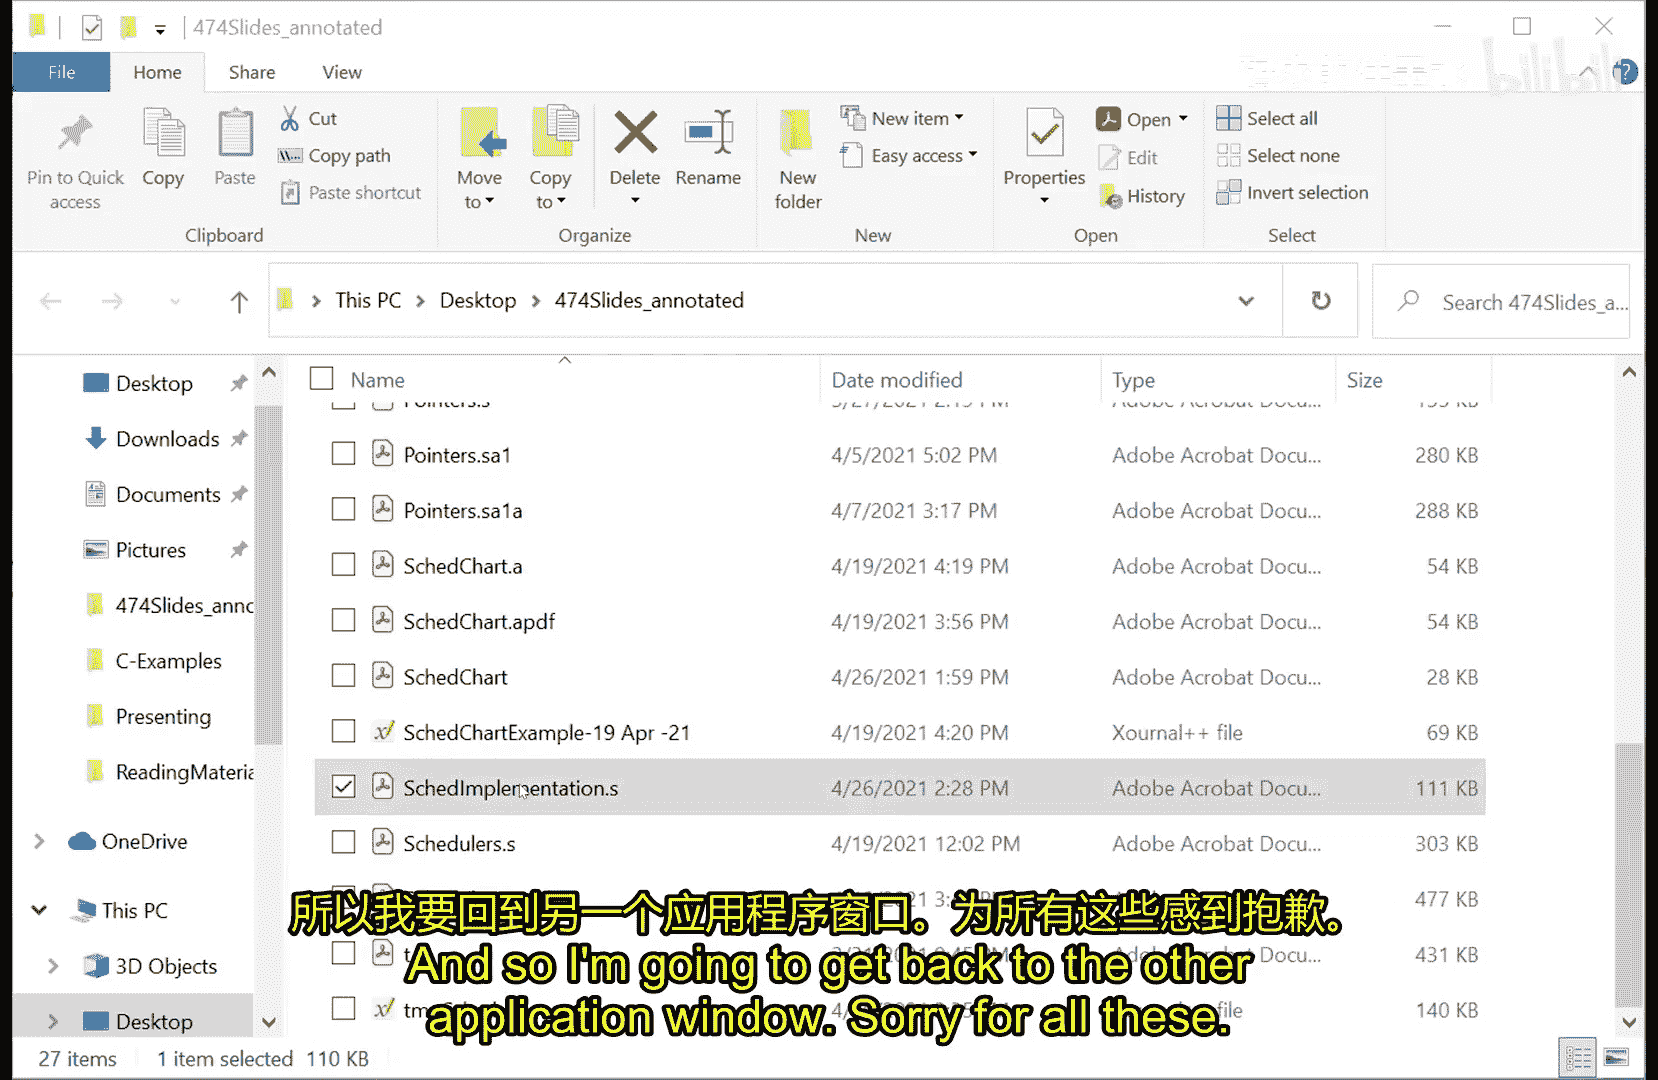 474Slides_annotated
File Home Share View
Pin to Quick access
Copy
Paste
Cut
Copy path
Paste shortcut
Clipboard
Move to
Copy to
Delete
Rename
Organize
New folder
New item
Easy access
New
Properties
Open
Edit
History
Open
Select all
Select none
Invert selection
Select
This PC > Desktop > 474Slides_annotated
Search 474Slides_a...
Desktop
Downloads
Documents
Pictures
474Slides_anno
C-Examples
Presenting
ReadingMateria
OneDrive
This PC
3D Objects
Desktop
Name Date modified Type Size
Pointers.sa1 4/5/2021 5:02 PM Adobe Acrobat Docu... 280 KB
Pointers.sa1a 4/7/2021 3:17 PM Adobe Acrobat Docu... 288 KB
SchedChart.a 4/19/2021 4:19 PM Adobe Acrobat Docu... 54 KB
SchedChart.apdf 4/19/2021 3:56 PM Adobe Acrobat Docu... 54 KB
SchedChart 4/26/2021 1:59 PM Adobe Acrobat Docu... 28 KB
SchedChartExample-19 Apr -21 4/19/2021 4:20 PM Xournal++ file 69 KB
SchedImplementation.s 4/26/2021 2:28 PM Adobe Acrobat Docu... 111 KB
Schedulers.s 4/19/2021 12:02 PM Adobe Acrobat Docu... 303 KB
477 KB
431 KB
140 KB
所以我要回到另一个应用程序窗口。为所有这些感到抱歉。
And so I'm going to get back to the other
application window. Sorry for all these.
27 items 1 item selected 110 KB
bilibili